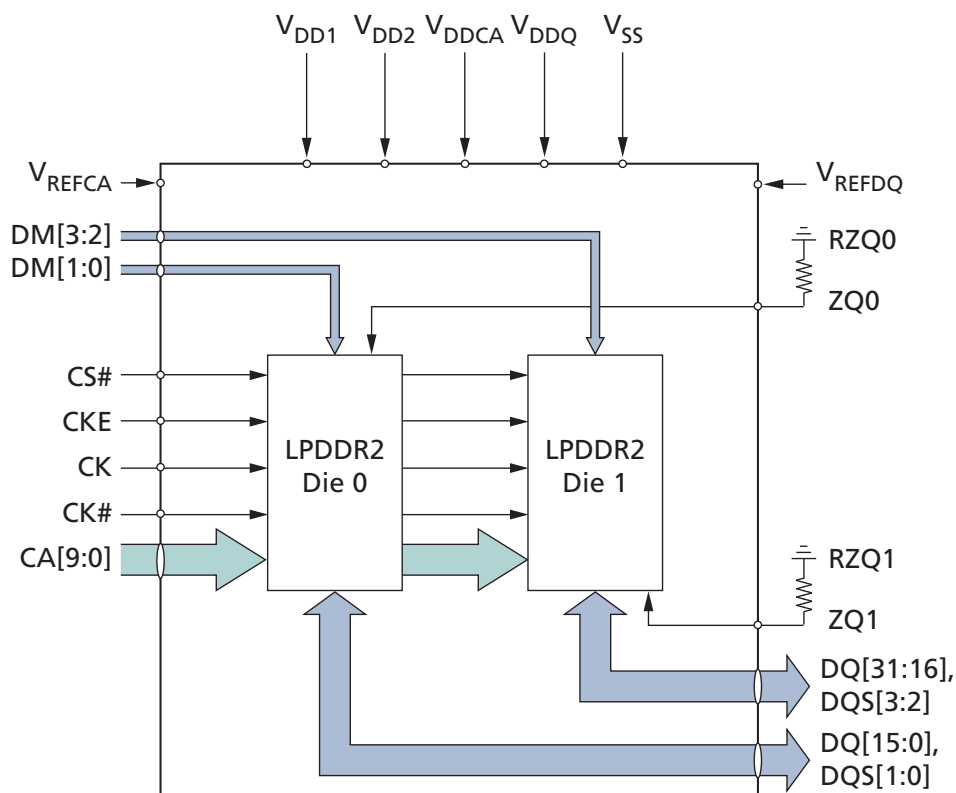 VDD1 VDD2 VDDCA VDDQ VSS
VREFCA
VREFDQ
DM[3:2]
DM[1:0]
RZQ0
ZQ0
CS#
CKE
CK
CK#
CA[9:0]
LPDDR2
Die 0
LPDDR2
Die 1
RZQ1
ZQ1
DQ[31:16],
DQS[3:2]
DQ[15:0],
DQS[1:0]